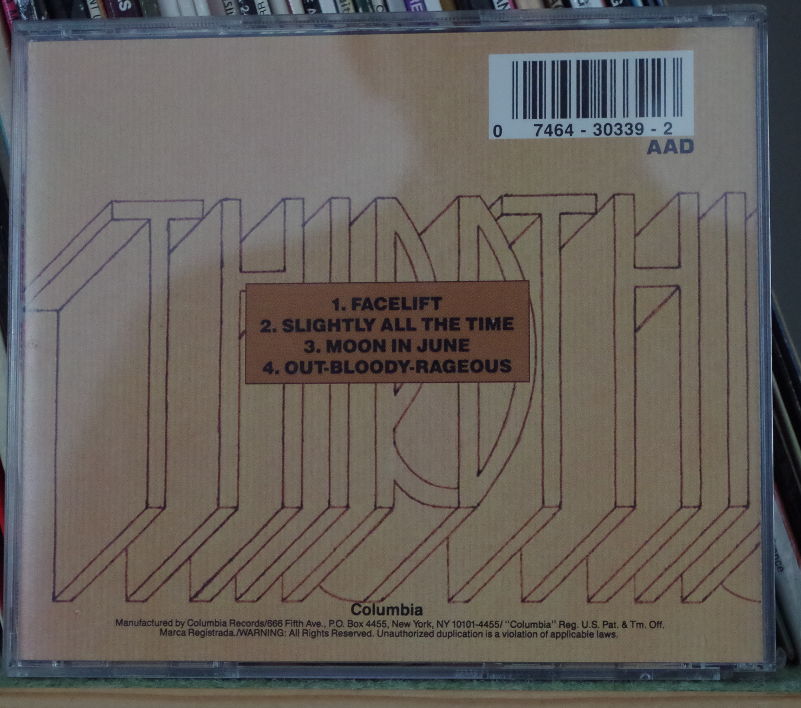 0 7464 - 30339 - 2
AAD
THIRD THI
1. FACELIFT
2. SLIGHTLY ALL THE TIME
3. MOON IN JUNE
4. OUT-BLOODY-RAGEOUS
Columbia
Manufactured by Columbia Records/666 Fifth Ave., P.O. Box 4455, New York, NY 10101-4455/ "Columbia" Reg. U.S. Pat. & Tm. Off.
Marca Registrada./WARNING: All Rights Reserved. Unauthorized duplication is a violation of applicable laws.